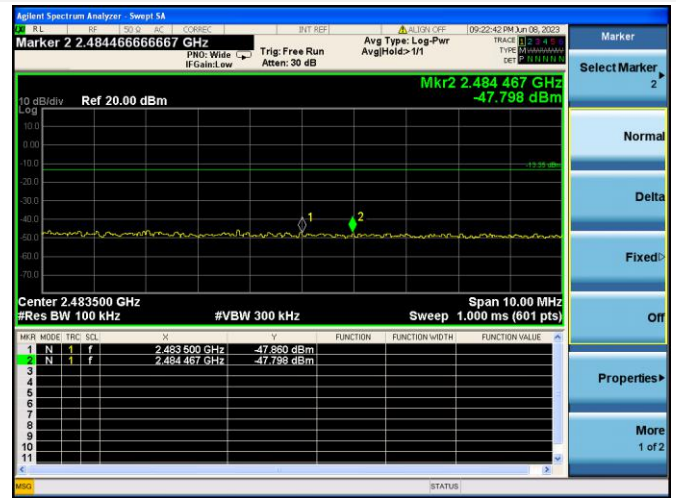 Agilent Spectrum Analyzer - Swept SA
RL RF 50 Ω AC CORREC INT REF ALIGN OFF 09:22:42 PM Jun 08, 2023
Marker 2 2.484466666667 GHz
PNO: Wide
IFGain:Low
Trig: Free Run
Atten: 30 dB
Avg Type: Log-Pwr
Avg|Hold:>1/1
TRACE 1 2 3 4 5 6
TYPE
DET P N N N N N
Mkr2 2.484 467 GHz
-47.798 dBm
10 dB/div Ref 20.00 dBm
Log
10.0
0.00
-10.0
-20.0
-30.0
-40.0
-50.0
-60.0
-70.0
-13.35 dBm
1
2
Center 2.483500 GHz Span 10.00 MHz
#Res BW 100 kHz #VBW 300 kHz Sweep 1.000 ms (601 pts)
MKR MODE TRC SCL X Y FUNCTION FUNCTION WIDTH FUNCTION VALUE
1 N 1 f 2.483 500 GHz -47.860 dBm
2 N 1 f 2.484 467 GHz -47.798 dBm
3
4
5
6
7
8
9
10
11
MSG STATUS
Marker
Select Marker
2
Normal
Delta
Fixed
Off
Properties
More
1 of 2